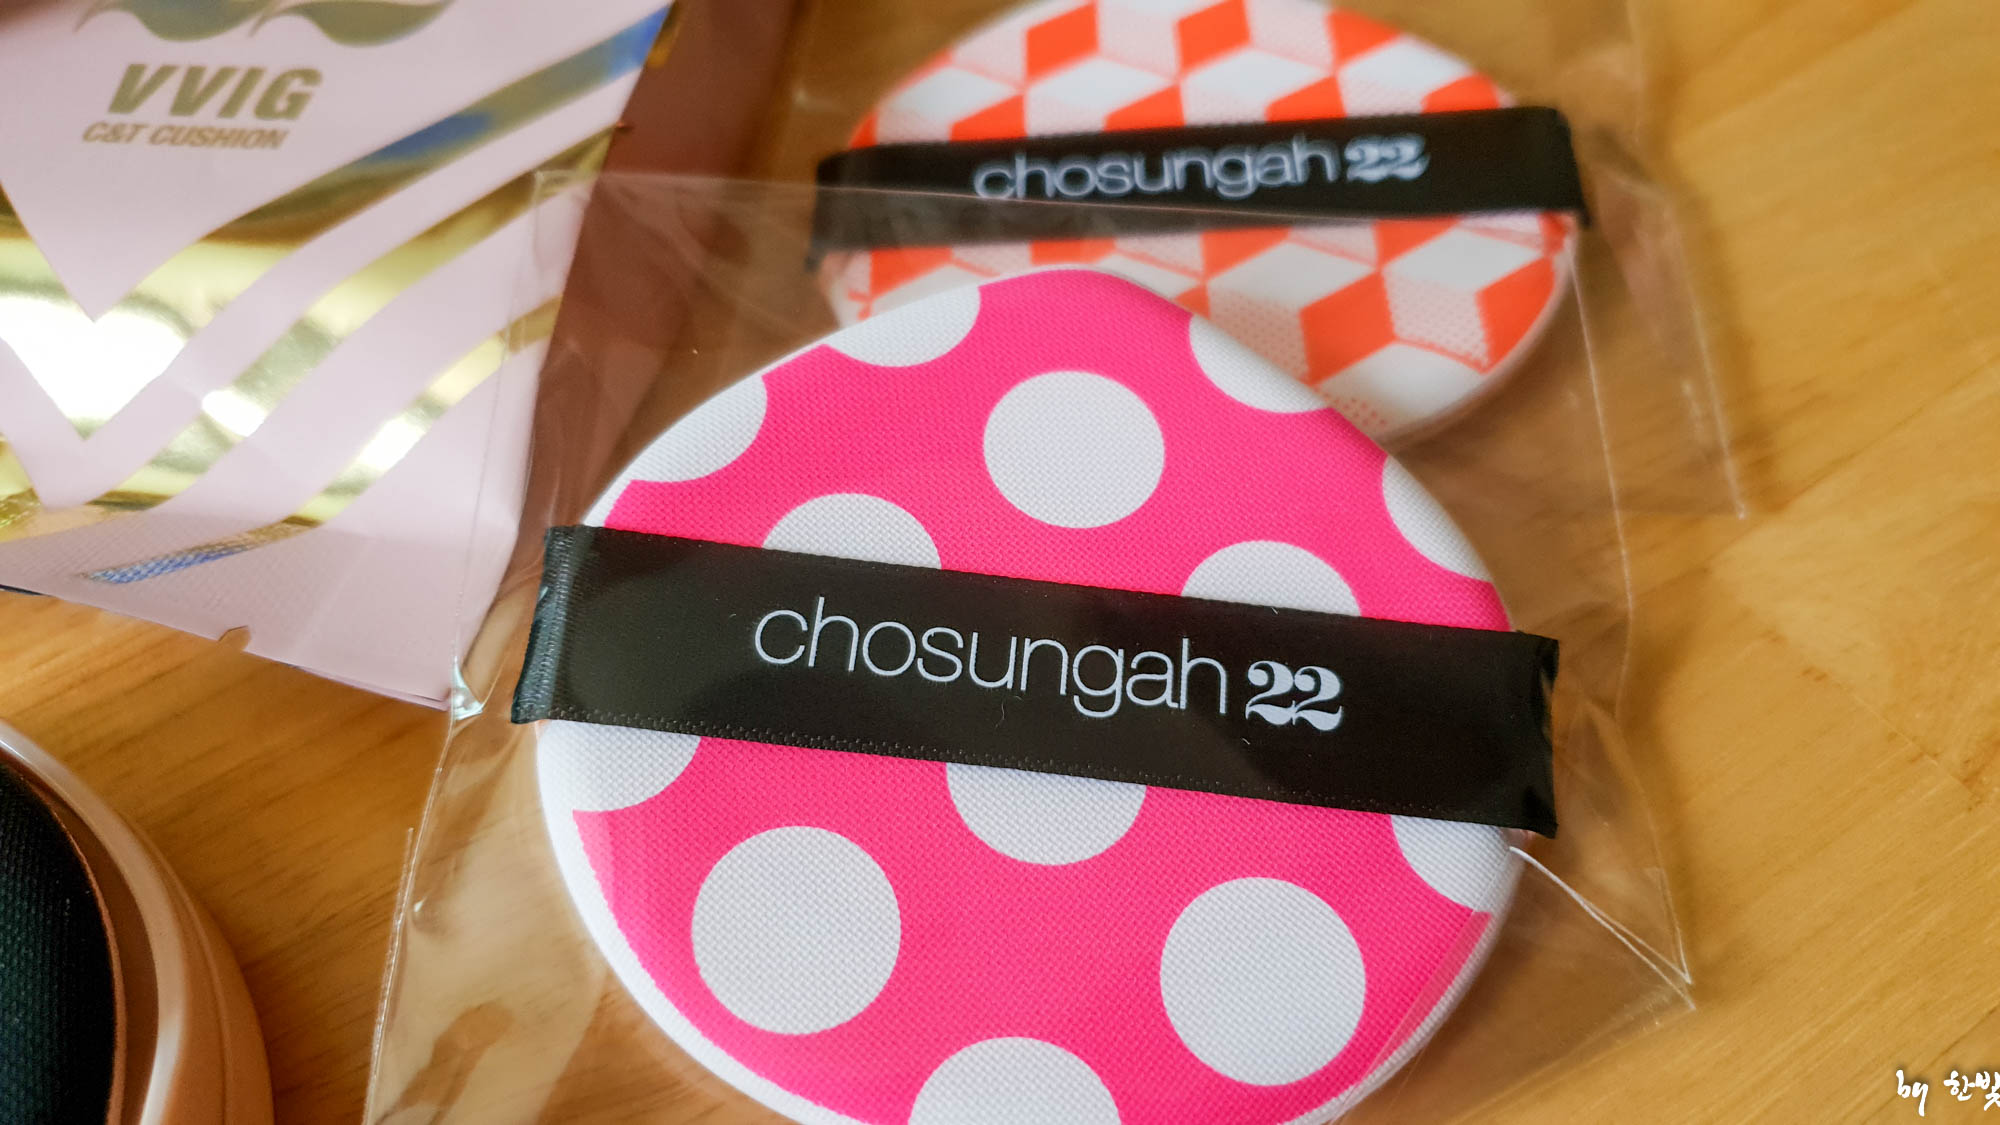 VVIG
C&T CUSHION
chosungah 22
chosungah 22
by 한빛